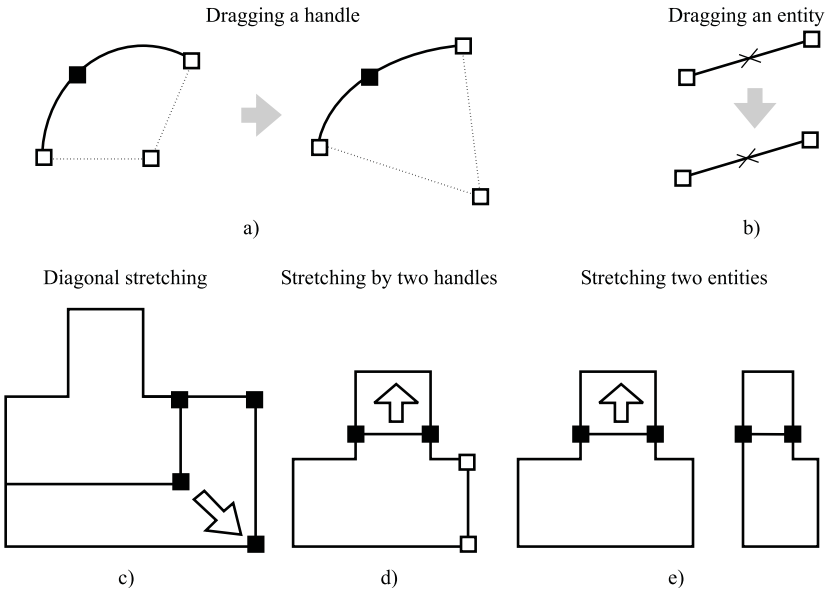 Dragging a handle
Dragging an entity
a)
b)
Diagonal stretching
Stretching by two handles
Stretching two entities
c)
d)
e)